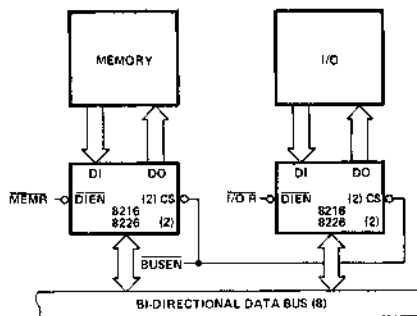 MEMORY
I/O
DI DO
DI DO
MEMR DIEN (2) CS
I/O R DIEN (2) CS
8216
8226 (2)
8216
8226 (2)
BUSEN
BI-DIRECTIONAL DATA BUS (8)